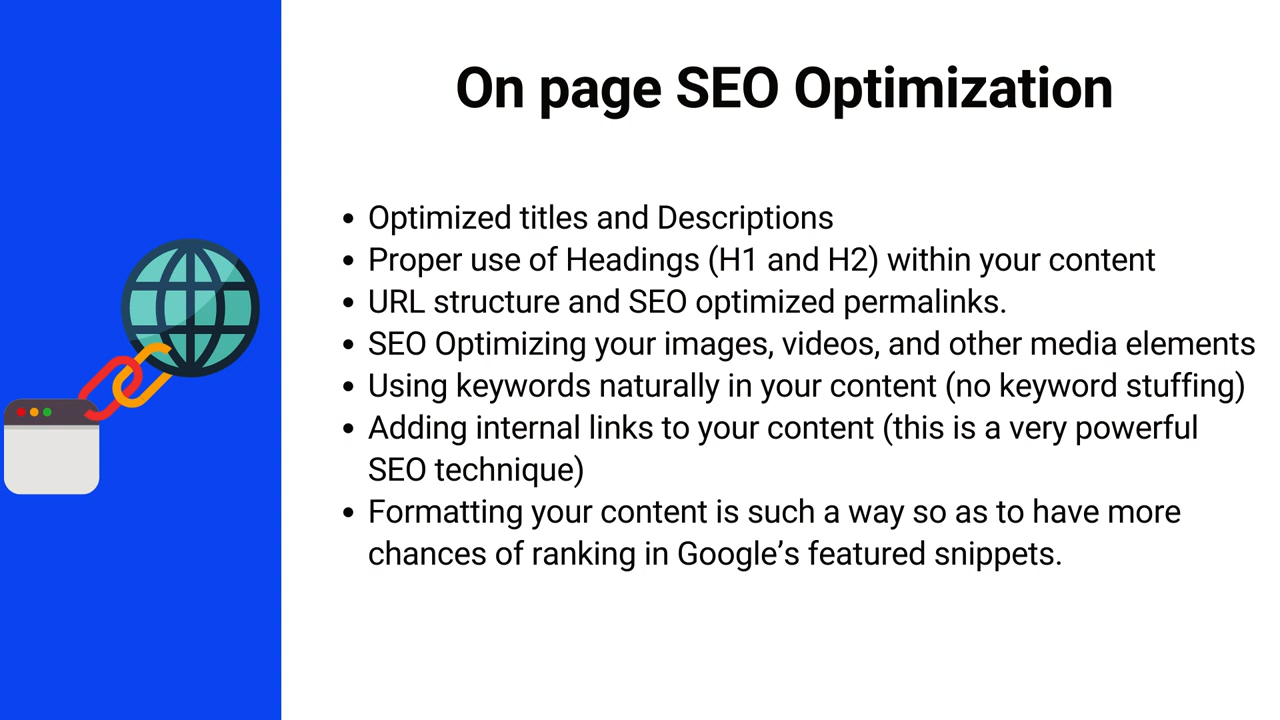 On page SEO Optimization
• Optimized titles and Descriptions
• Proper use of Headings (H1 and H2) within your content
• URL structure and SEO optimized permalinks.
• SEO Optimizing your images, videos, and other media elements
• Using keywords naturally in your content (no keyword stuffing)
• Adding internal links to your content (this is a very powerful
SEO technique)
• Formatting your content is such a way so as to have more
chances of ranking in Google’s featured snippets.